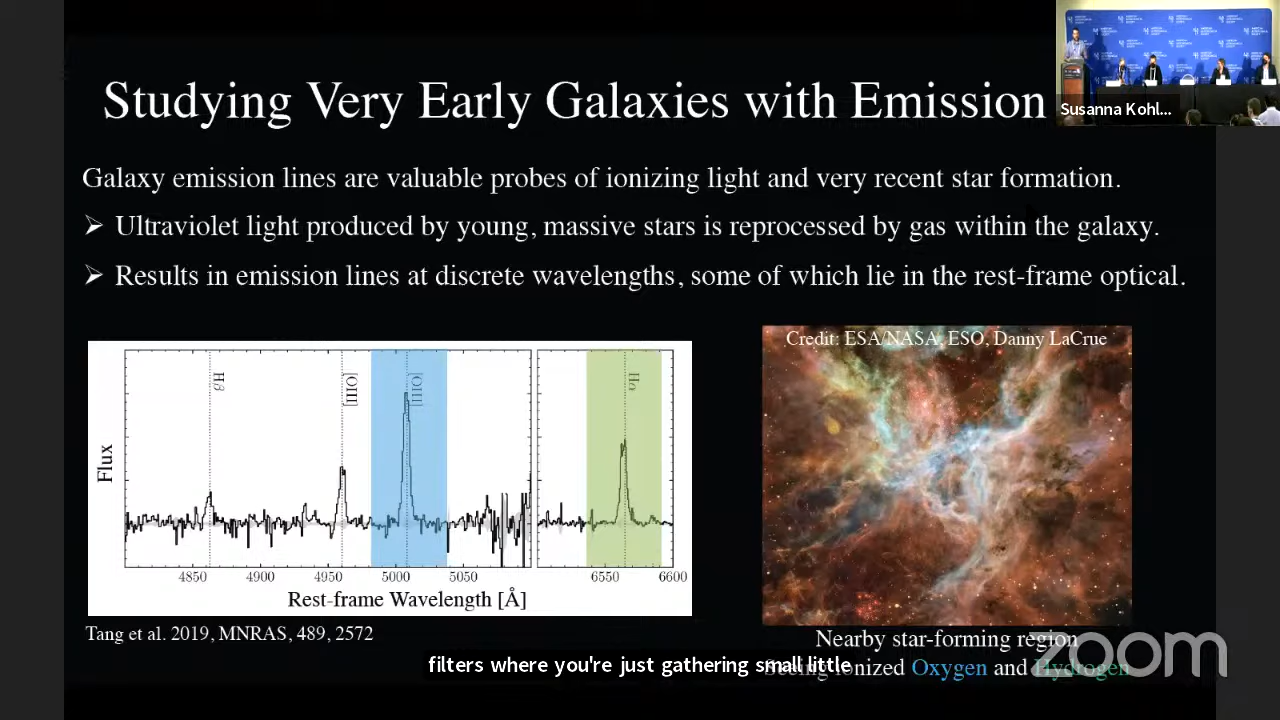 Studying Very Early Galaxies with Emission
Susanna Kohl...
Galaxy emission lines are valuable probes of ionizing light and very recent star formation.
➢ Ultraviolet light produced by young, massive stars is reprocessed by gas within the galaxy.
➢ Results in emission lines at discrete wavelengths, some of which lie in the rest-frame optical.
Flux
Hβ
[OIII]
[OIII]
Hα
4850 4900 4950 5000 5050 6550 6600
Rest-frame Wavelength [Å]
Tang et al. 2019, MNRAS, 489, 2572
Credit: ESA/NASA, ESO, Danny LaCrue
Nearby star-forming region
Seeing ionized Oxygen and Hydrogen
zoom
filters where you're just gathering small little